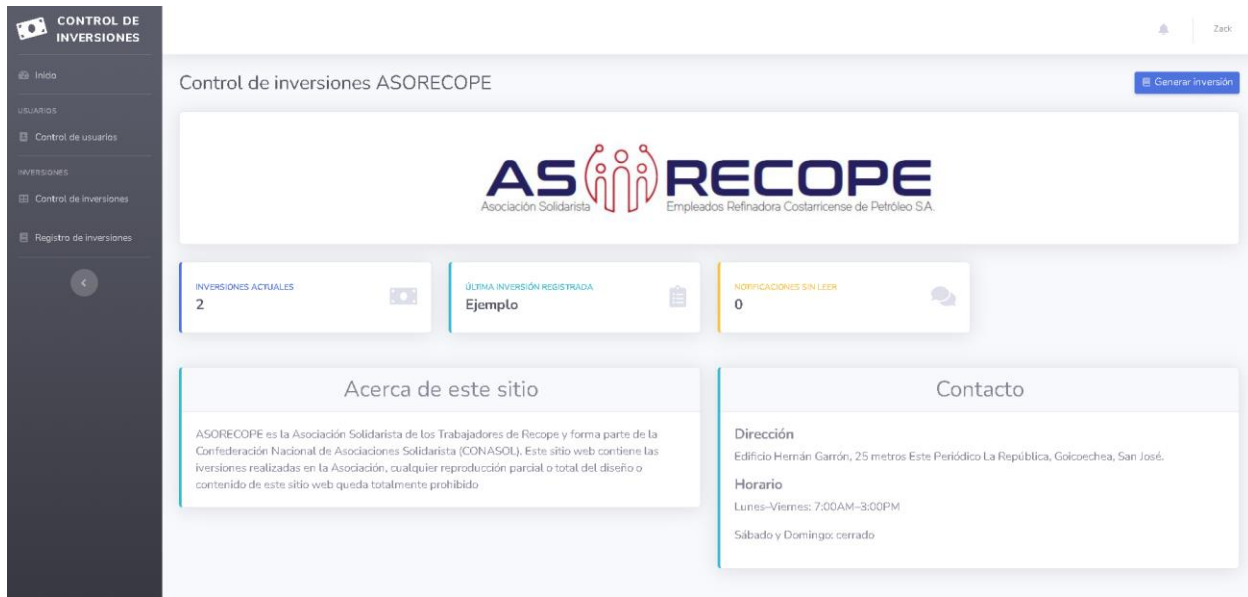 CONTROL DE
INVERSIONES
Zack
Inicio
USUARIOS
Control de usuarios
INVERSIONES
Control de inversiones
Registro de inversiones
Control de inversiones ASORECOPE
Generar inversión
ASORECOPE
Asociación Solidarista Empleados Refinadora Costarricense de Petróleo S.A.
INVERSIONES ACTUALES
2
ÚLTIMA INVERSIÓN REGISTRADA
Ejemplo
NOTIFICACIONES SIN LEER
0
Acerca de este sitio
ASORECOPE es la Asociación Solidarista de los Trabajadores de Recope y forma parte de la
Confederación Nacional de Asociaciones Solidarista (CONASOL). Este sitio web contiene las
iversiones realizadas en la Asociación, cualquier reproducción parcial o total del diseño o
contenido de este sitio web queda totalmente prohibido
Contacto
Dirección
Edificio Hernán Garrón, 25 metros Este Periódico La República, Goicoechea, San José.
Horario
Lunes–Viernes: 7:00AM–3:00PM
Sábado y Domingo: cerrado